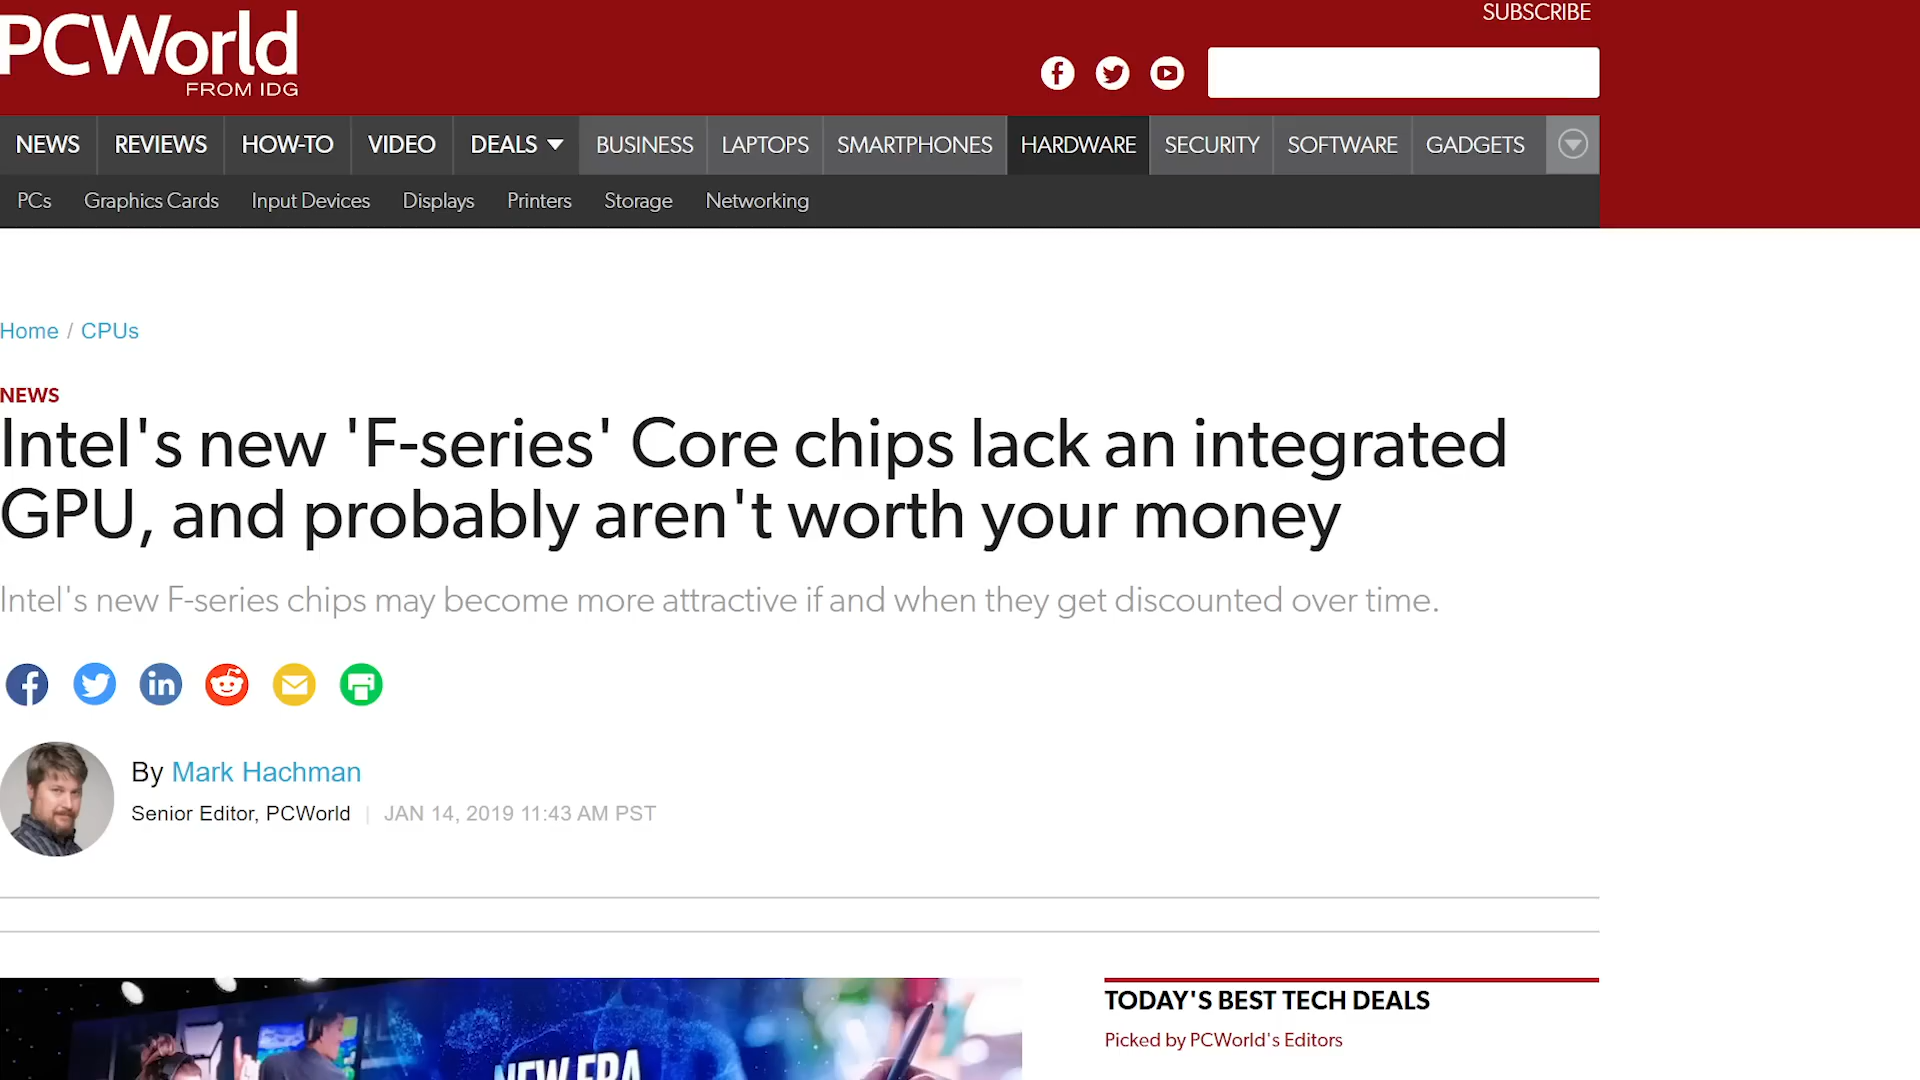 SUBSCRIBE
PCWorld
FROM IDG
NEWS REVIEWS HOW-TO VIDEO DEALS BUSINESS LAPTOPS SMARTPHONES HARDWARE SECURITY SOFTWARE GADGETS
PCs Graphics Cards Input Devices Displays Printers Storage Networking
Home / CPUs
NEWS
Intel's new 'F-series' Core chips lack an integrated
GPU, and probably aren't worth your money
Intel's new F-series chips may become more attractive if and when they get discounted over time.
By Mark Hachman
Senior Editor, PCWorld | JAN 14, 2019 11:43 AM PST
TODAY'S BEST TECH DEALS
Picked by PCWorld's Editors
NEW ERA